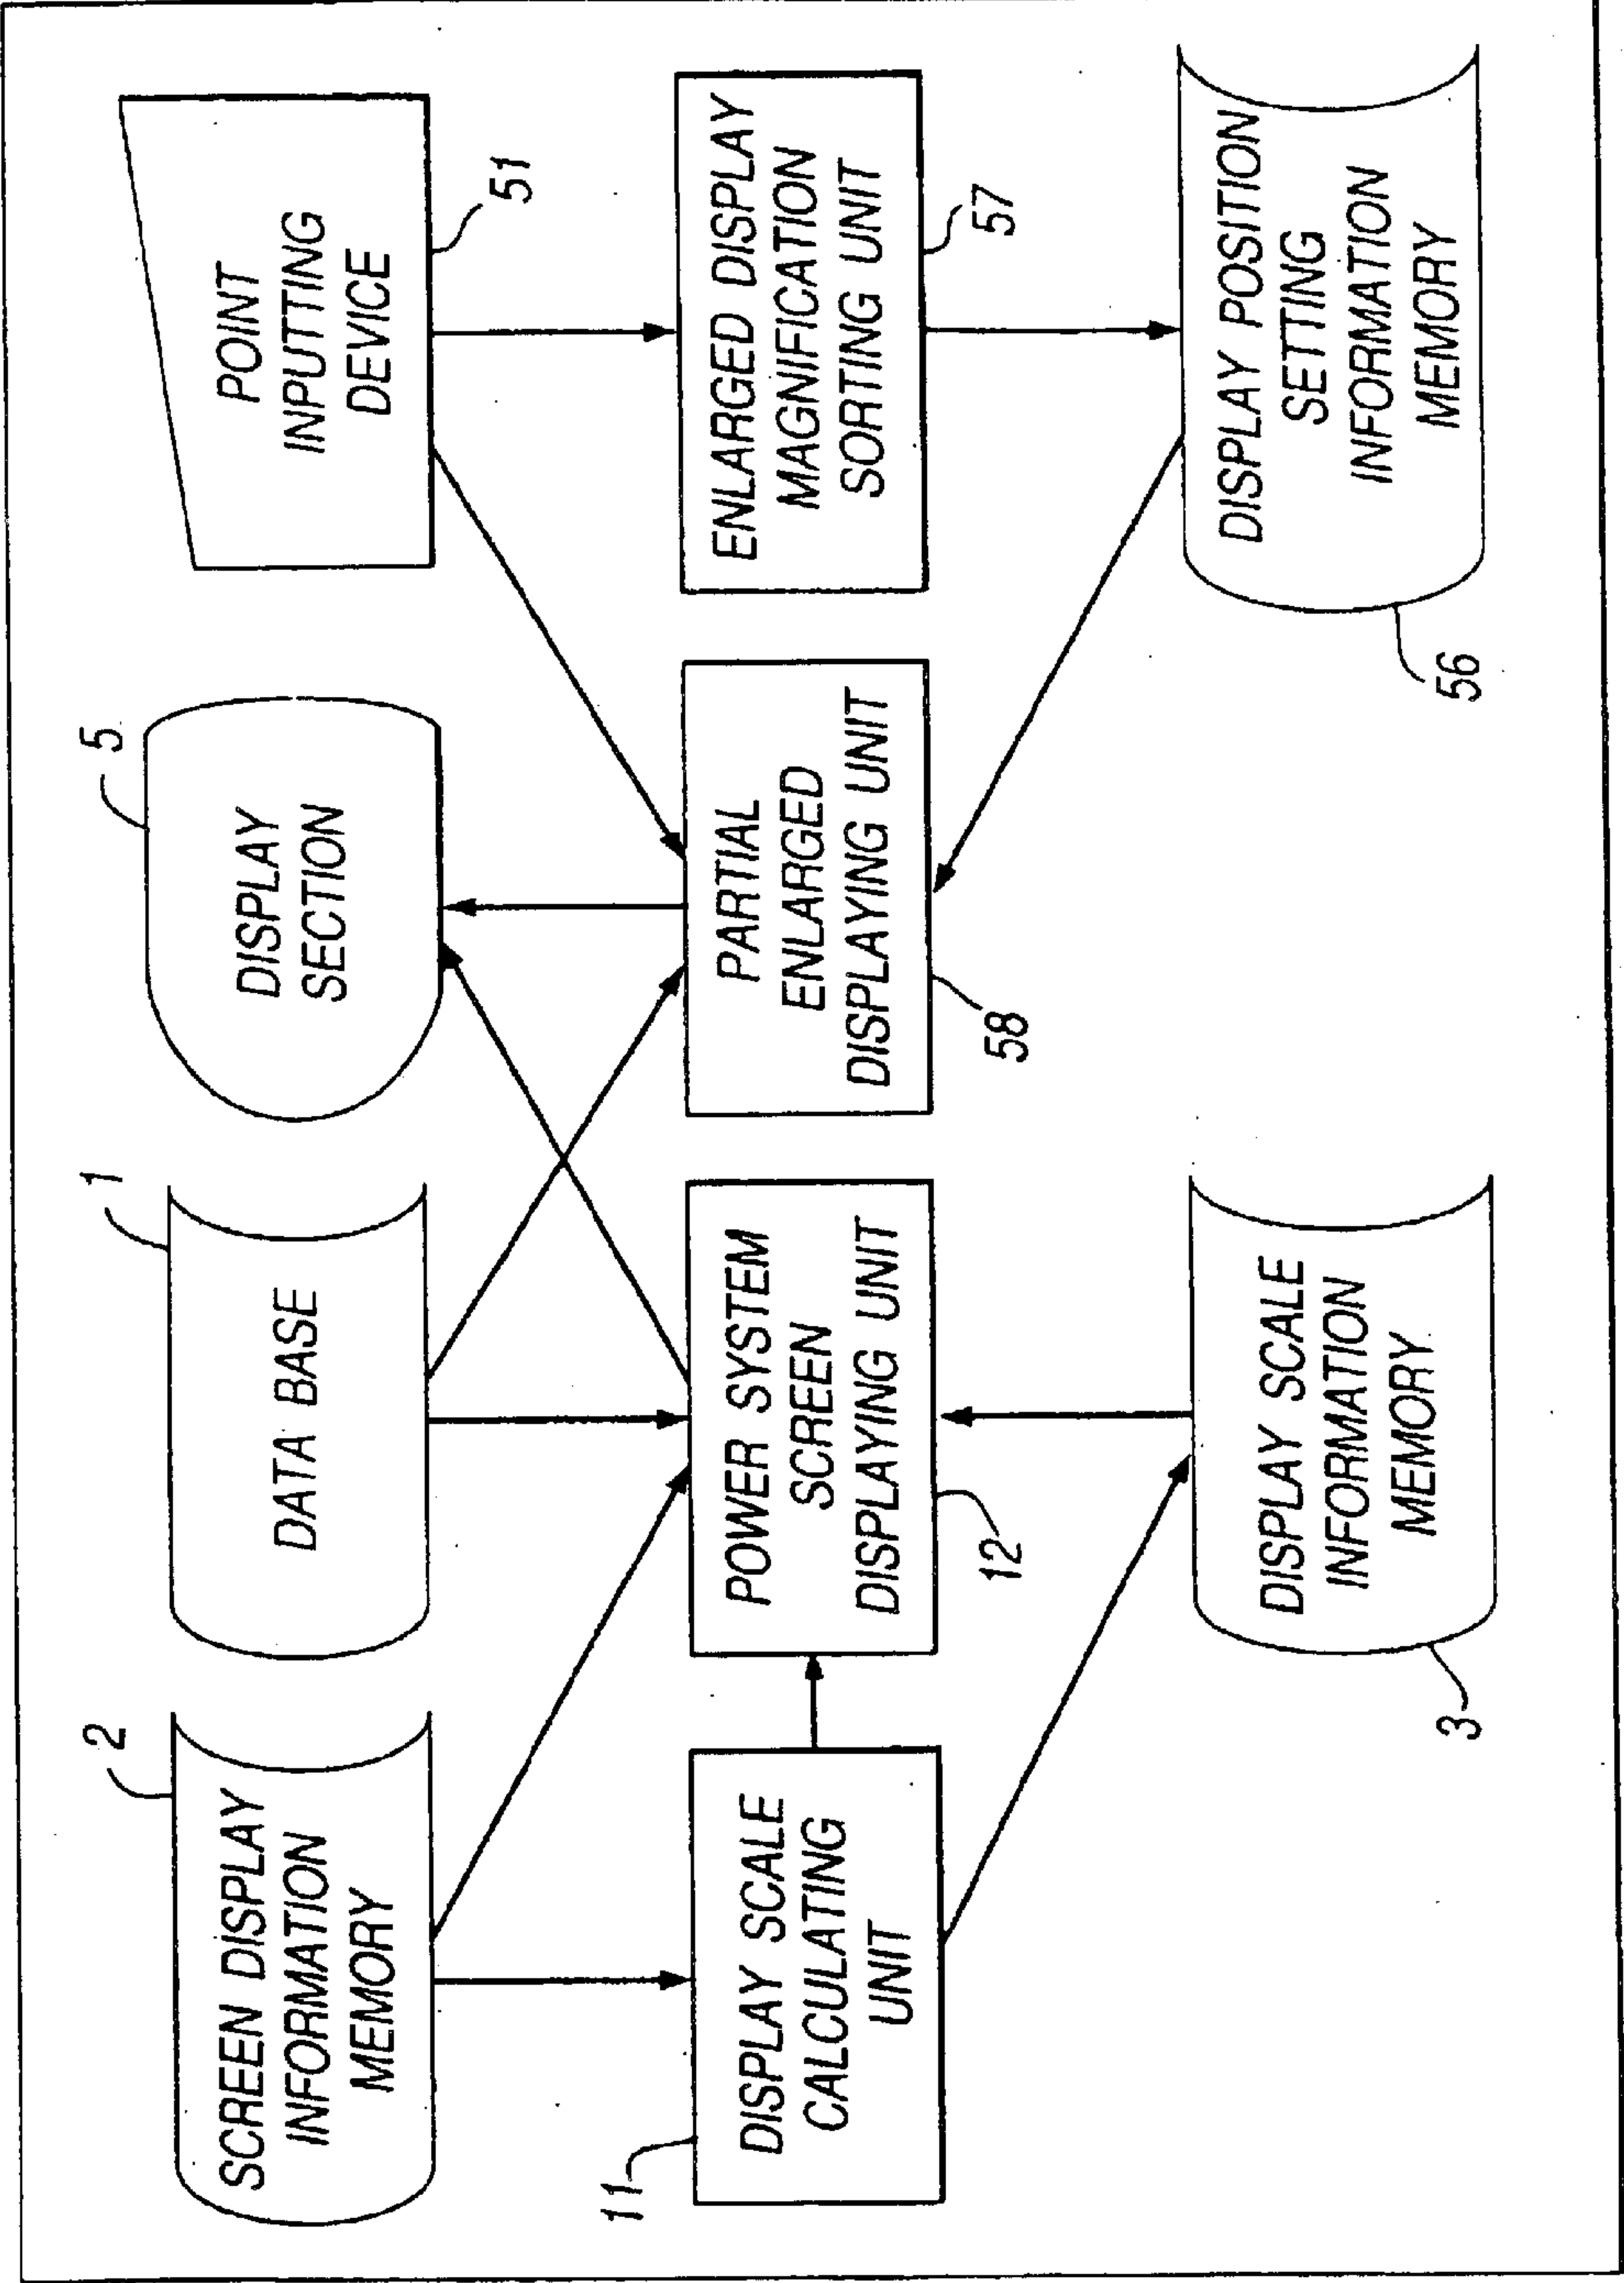 2
SCREEN DISPLAY
INFORMATION
MEMORY
1
DATA BASE
5
DISPLAY
SECTION
POINT
INPUTTING
DEVICE
51
11
DISPLAY SCALE
CALCULATING
UNIT
POWER SYSTEM
SCREEN
DISPLAYING UNIT
12
PARTIAL
ENLARGED
DISPLAYING UNIT
58
ENLARGED DISPLAY
MAGNIFICATION
SORTING UNIT
57
DISPLAY SCALE
INFORMATION
MEMORY
3
DISPLAY POSITION
SETTING
INFORMATION
MEMORY
56